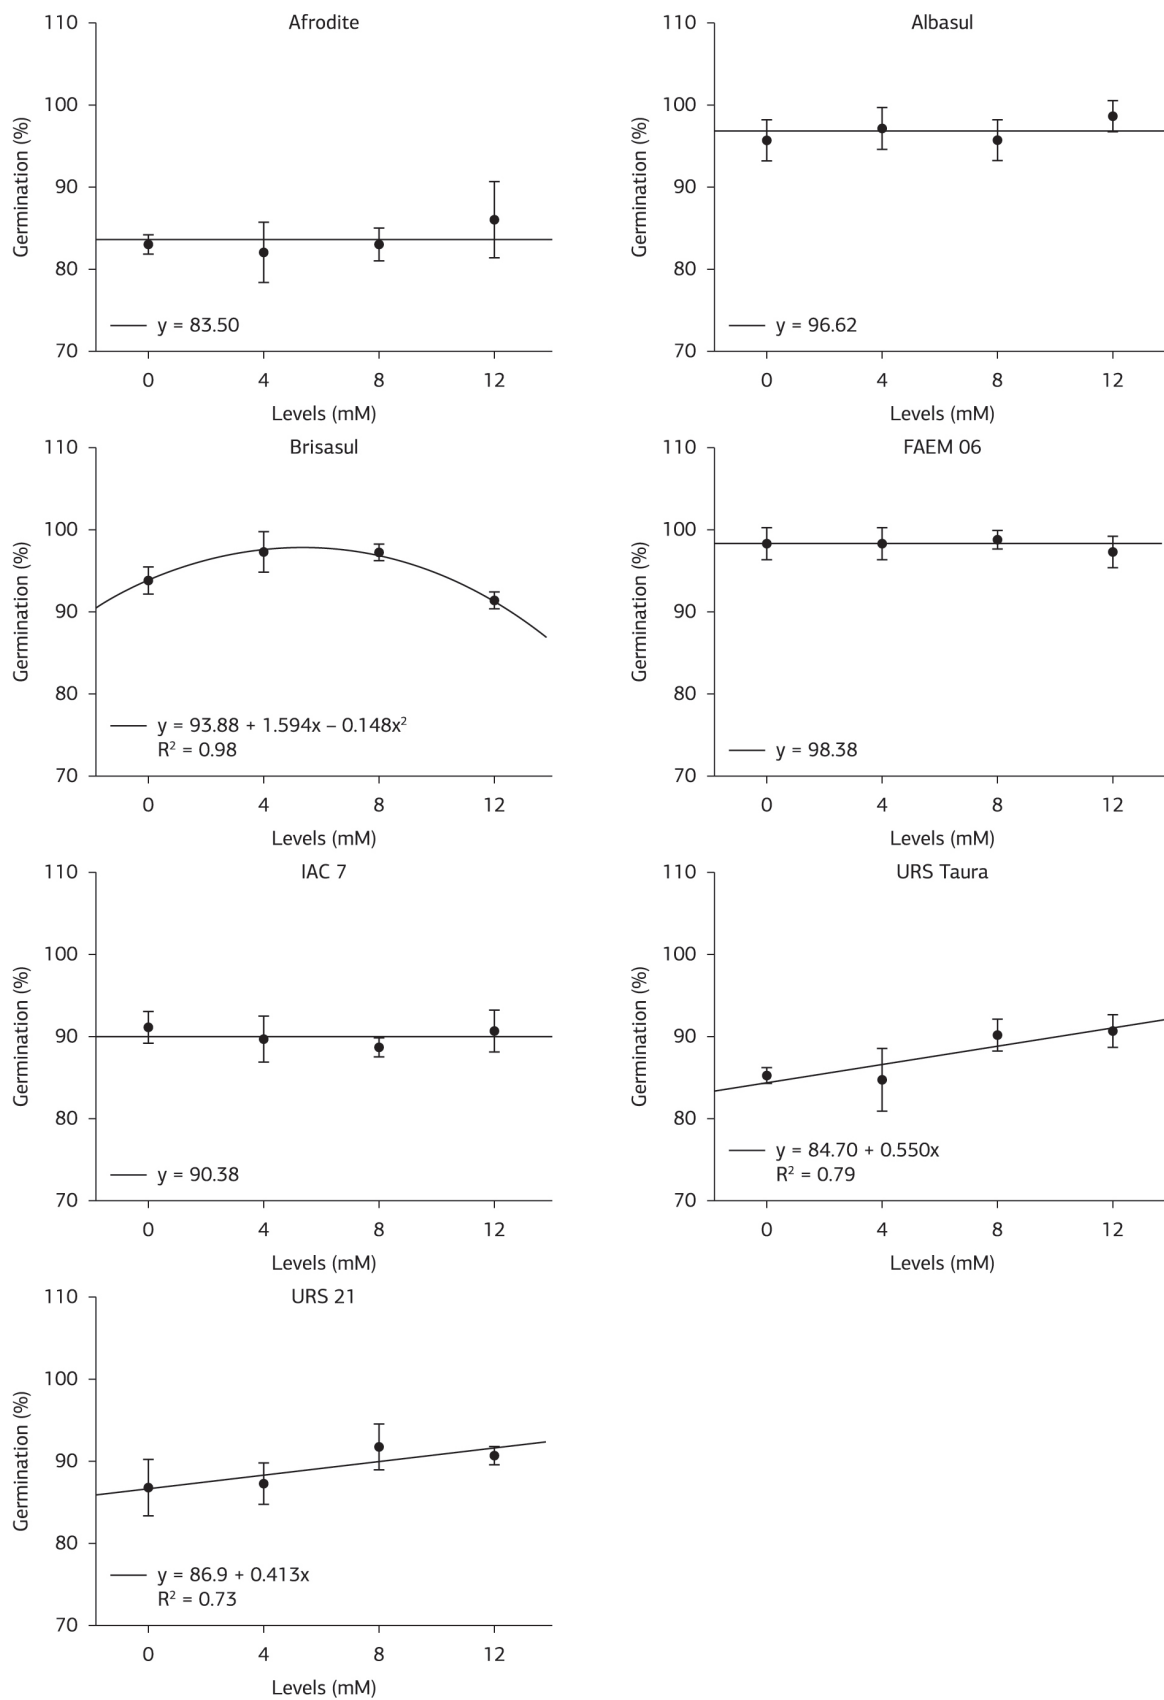 Afrodite
110
100
90
80
70
Germination (%)
y = 83.50
0 4 8 12
Levels (mM)
Albasul
110
100
90
80
70
Germination (%)
y = 96.62
0 4 8 12
Levels (mM)
Brisasul
110
100
90
80
70
Germination (%)
y = 93.88 + 1.594x – 0.148x²
R² = 0.98
0 4 8 12
Levels (mM)
FAEM 06
110
100
90
80
70
Germination (%)
y = 98.38
0 4 8 12
Levels (mM)
IAC 7
110
100
90
80
70
Germination (%)
y = 90.38
0 4 8 12
Levels (mM)
URS Taura
110
100
90
80
70
Germination (%)
y = 84.70 + 0.550x
R² = 0.79
0 4 8 12
Levels (mM)
URS 21
110
100
90
80
70
Germination (%)
y = 86.9 + 0.413x
R² = 0.73
0 4 8 12
Levels (mM)